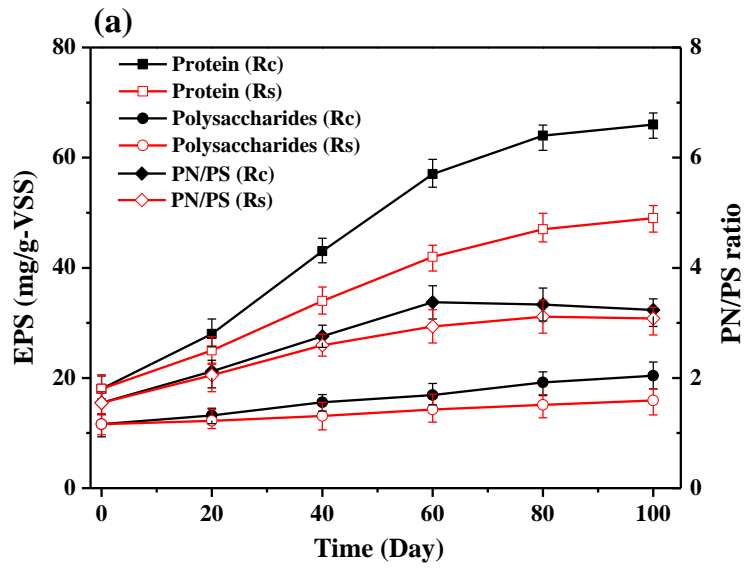 (a)
80
60
40
20
0
EPS (mg/g-VSS)
Protein (Rc)
Protein (Rs)
Polysaccharides (Rc)
Polysaccharides (Rs)
PN/PS (Rc)
PN/PS (Rs)
8
6
4
2
0
PN/PS ratio
0 20 40 60 80 100
Time (Day)